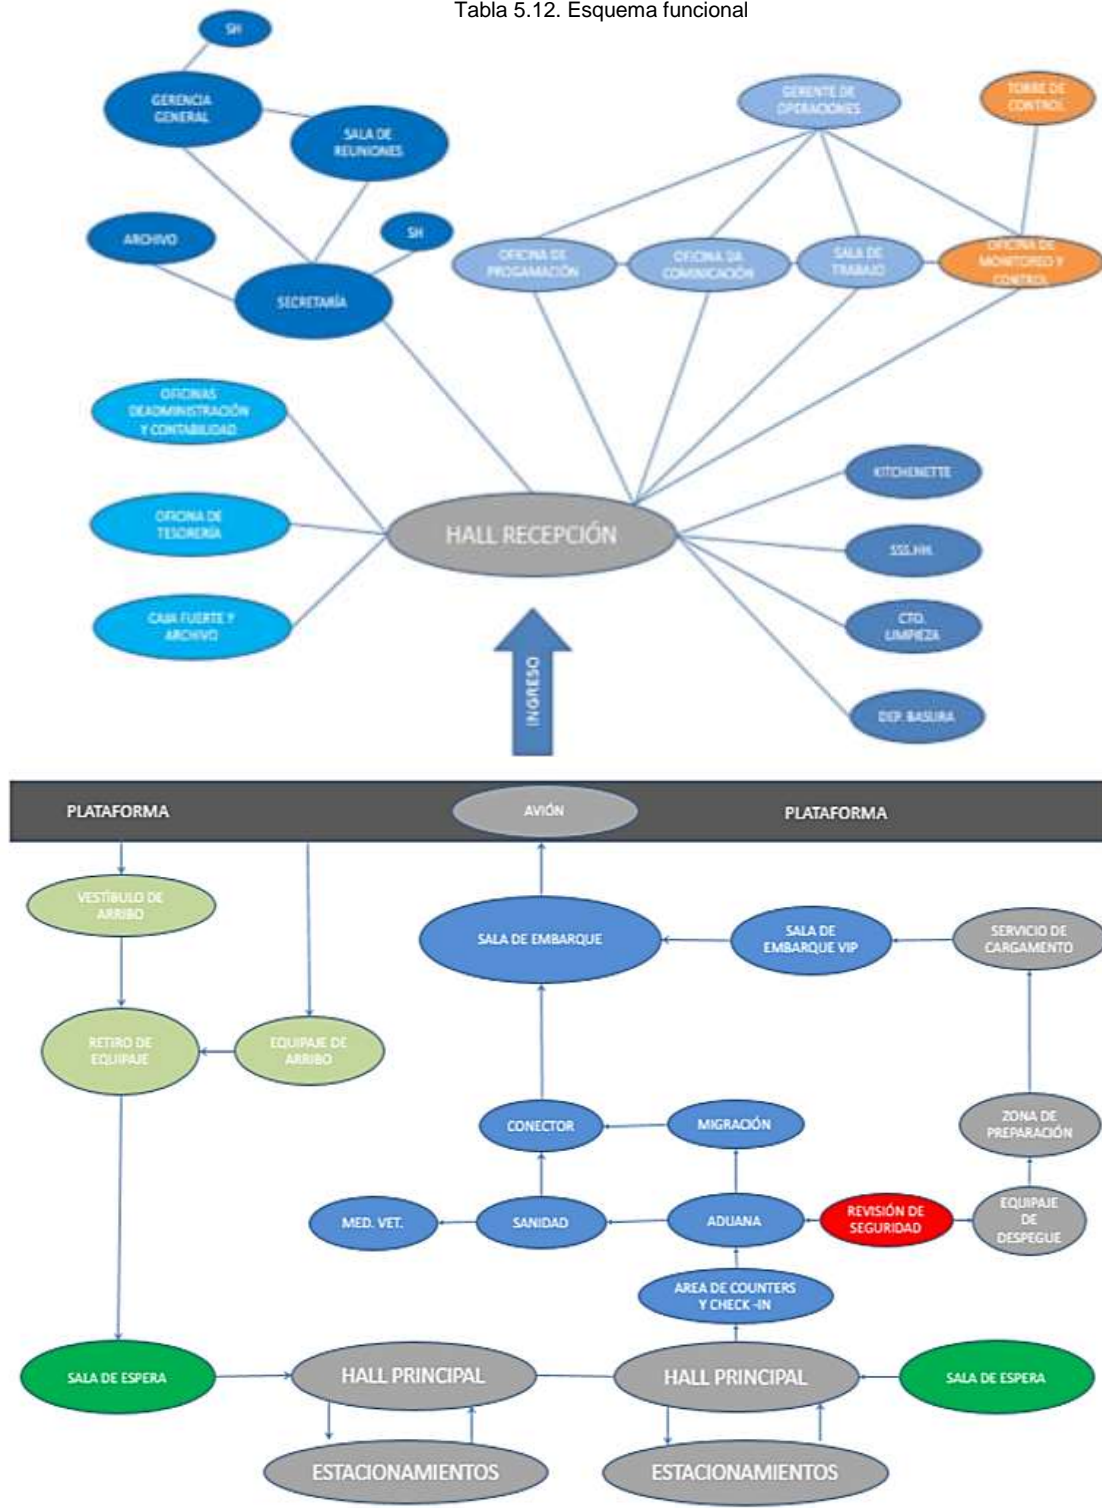 Tabla 5.12. Esquema funcional
SH
GERENCIA
GENERAL
SALA DE
REUNIONES
ARCHIVO
SH
SECRETARÍA
GERENTE DE
OPERACIONES
TORRE DE
CONTROL
OFICINA DE
PROGAMACIÓN
OFICINA DA
COMINICACIÓN
SALA DE
TRABAJO
OFICINA DE
MONITOREO Y
CONTROL
OFICINAS
DEADMINISTRACIÓN
Y CONTABILIDAD
OFICINA DE
TESORERÍA
CAJA FUERTE Y
ARCHIVO
HALL RECEPCIÓN
KITCHENETTE
SSS.HH.
CTO.
LIMPIEZA
DEP. BASURA
INGRESO
PLATAFORMA
AVIÓN
PLATAFORMA
VESTÍBULO DE
ARRIBO
SALA DE EMBARQUE
SALA DE
EMBARQUE VIP
SERVICIO DE
CARGAMENTO
RETIRO DE
EQUIPAJE
EQUIPAJE DE
ARRIBO
CONECTOR
MIGRACIÓN
ZONA DE
PREPARACIÓN
MED. VET.
SANIDAD
ADUANA
REVISIÓN DE
SEGURIDAD
EQUIPAJE
DE
DESPEGUE
AREA DE COUNTERS
Y CHECK -IN
SALA DE ESPERA
HALL PRINCIPAL
HALL PRINCIPAL
SALA DE ESPERA
ESTACIONAMIENTOS
ESTACIONAMIENTOS